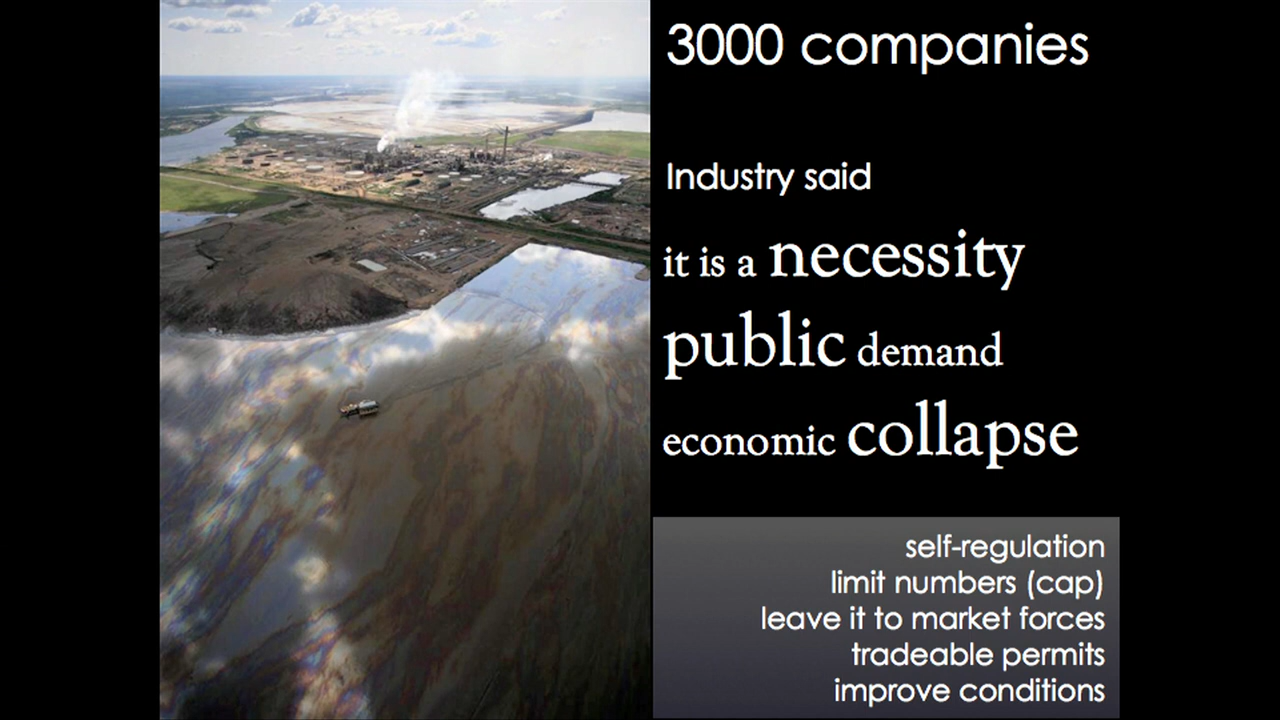 3000 companies
Industry said
it is a necessity
public demand
economic collapse
self-regulation
limit numbers (cap)
leave it to market forces
tradeable permits
improve conditions